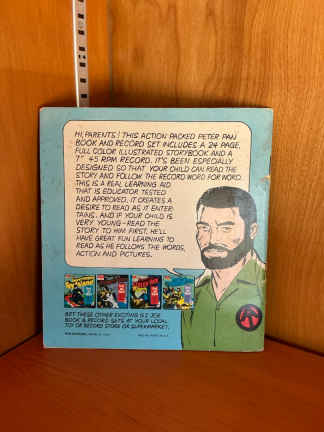 HI, PARENTS! THIS ACTION PACKED PETER PAN
BOOK AND RECORD SET INCLUDES A 24 PAGE,
FULL COLOR ILLUSTRATED STORYBOOK AND A
7" 45 RPM RECORD. IT'S BEEN ESPECIALLY
DESIGNED SO THAT YOUR CHILD CAN READ THE
STORY AND FOLLOW THE RECORD WORD FOR WORD.
THIS IS A REAL LEARNING AID
THAT IS EDUCATOR TESTED
AND APPROVED. IT CREATES A
DESIRE TO READ AS IT ENTER-
TAINS. AND IF YOUR CHILD IS
VERY YOUNG-READ THE
STORY TO HIM FIRST. HE'LL
HAVE GREAT FUN LEARNING TO
READ AS HE FOLLOWS THE WORDS,
ACTION AND PICTURES.
GET THESE OTHER EXCITING G.I. JOE
BOOK & RECORD SETS AT YOUR LOCAL
TOY OR RECORD STORE OR SUPERMARKET.